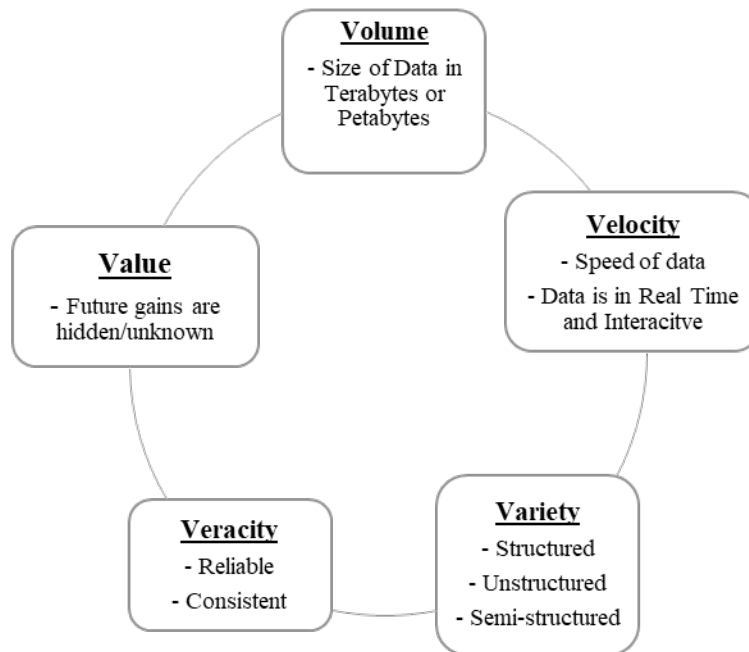 Volume
- Size of Data in
Terabytes or
Petabytes
Velocity
- Speed of data
- Data is in Real Time
and Interacitve
Variety
- Structured
- Unstructured
- Semi-structured
Veracity
- Reliable
- Consistent
Value
- Future gains are
hidden/unknown